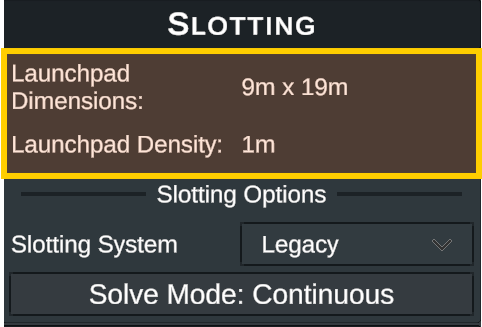 SLOTTING
Launchpad
Dimensions: 9m x 19m
Launchpad Density: 1m
Slotting Options
Slotting System Legacy
Solve Mode: Continuous